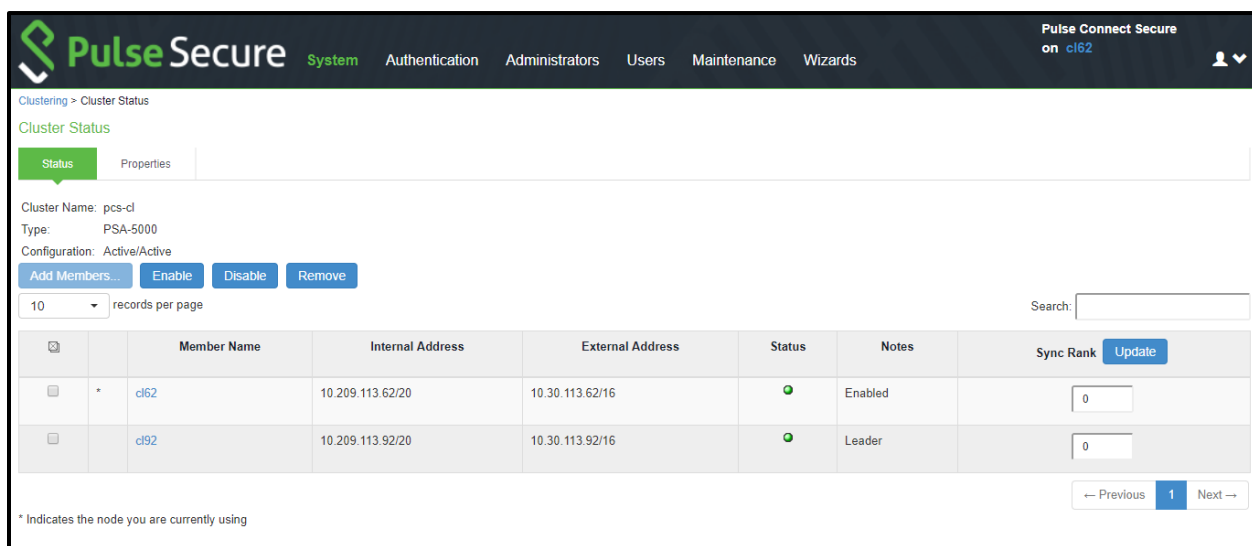 Pulse Secure System Authentication Administrators Users Maintenance Wizards
Pulse Connect Secure
on cl62
Clustering > Cluster Status
Cluster Status
Status Properties
Cluster Name: pcs-cl
Type: PSA-5000
Configuration: Active/Active
Add Members... Enable Disable Remove
10 records per page Search:
Member Name Internal Address External Address Status Notes Sync Rank Update
* cl62 10.209.113.62/20 10.30.113.62/16 Enabled 0
cl92 10.209.113.92/20 10.30.113.92/16 Leader 0
← Previous 1 Next →
* Indicates the node you are currently using